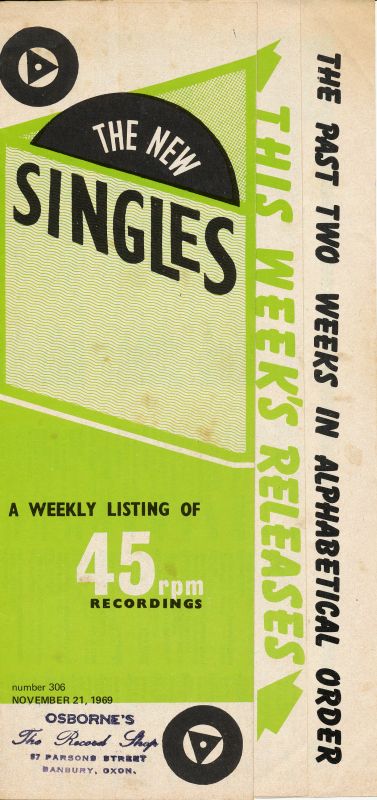 THE NEW
SINGLES
A WEEKLY LISTING OF
45 rpm
RECORDINGS
number 306
NOVEMBER 21, 1969
OSBORNE'S
The Record Shop
37 PARSONS STREET
BANBURY, OXON.
THIS WEEK'S RELEASES
THE PAST TWO WEEKS IN ALPHABETICAL ORDER